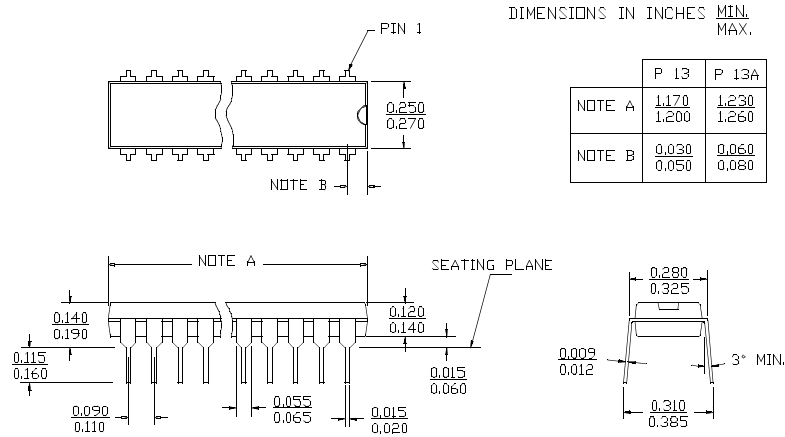 DIMENSIONS IN INCHES MIN.
MAX.
PIN 1
P 13 P 13A
NOTE A 1.170 1.230
1.200 1.260
NOTE B 0.030 0.060
0.050 0.080
0.250
0.270
NOTE B
NOTE A
SEATING PLANE
0.280
0.325
0.140
0.190
0.120
0.140
0.115
0.160
0.015
0.060
0.009
0.012
3° MIN.
0.090
0.110
0.055
0.065
0.015
0.020
0.310
0.385